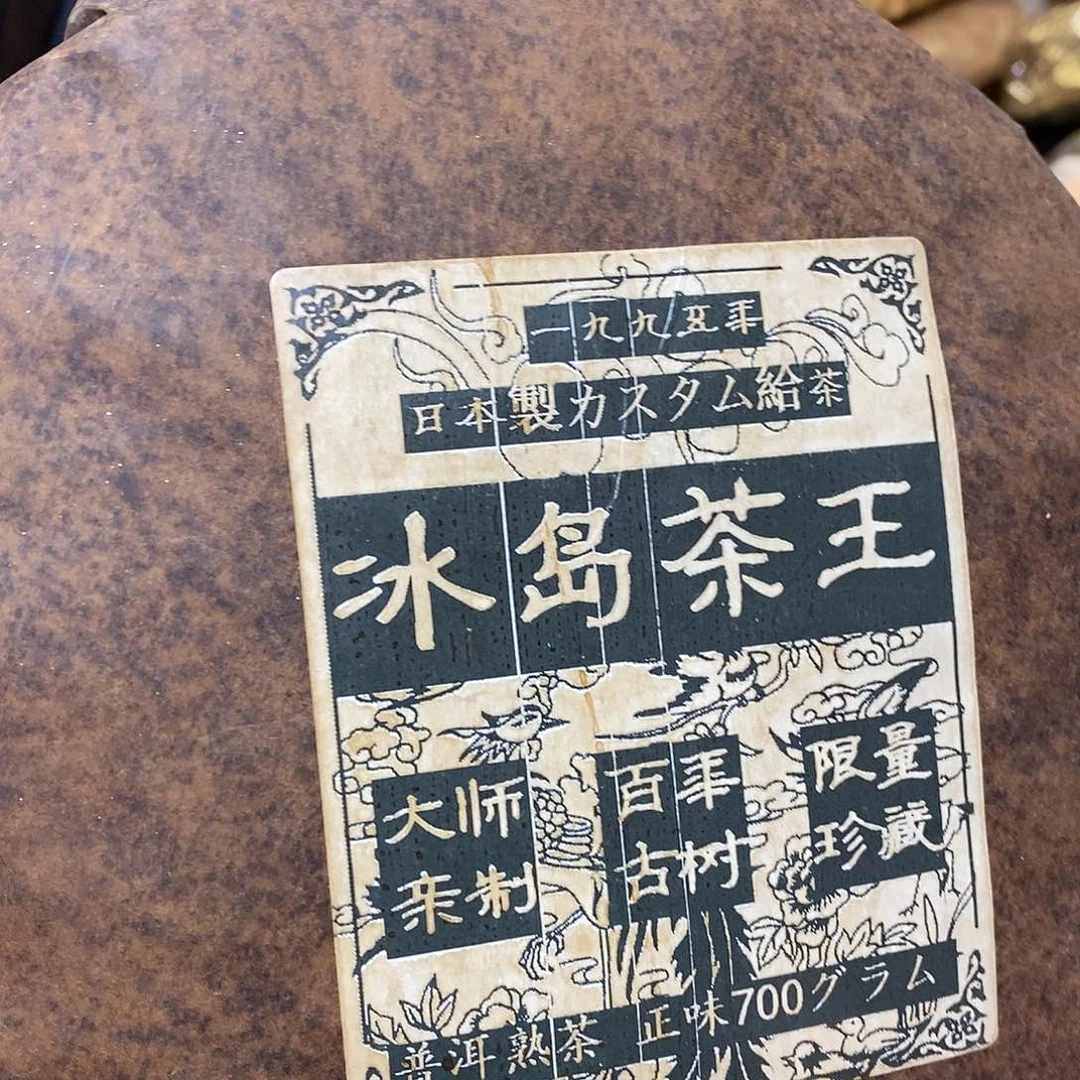 一九九五年
日本製カスタム給茶
冰岛茶王
大师
亲制
百年
古树
限量
珍藏
普洱熟茶 正味700グラム